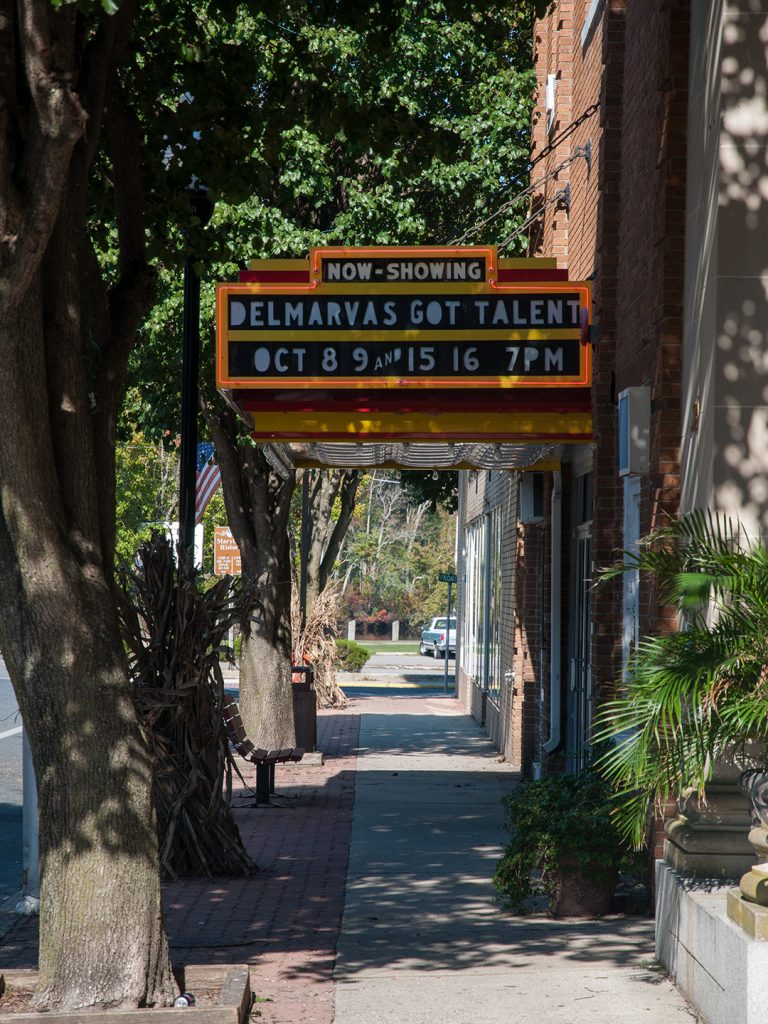 NOW-SHOWING
DELMARVAS GOT TALENT
OCT 8 9 AND 15 16 7PM